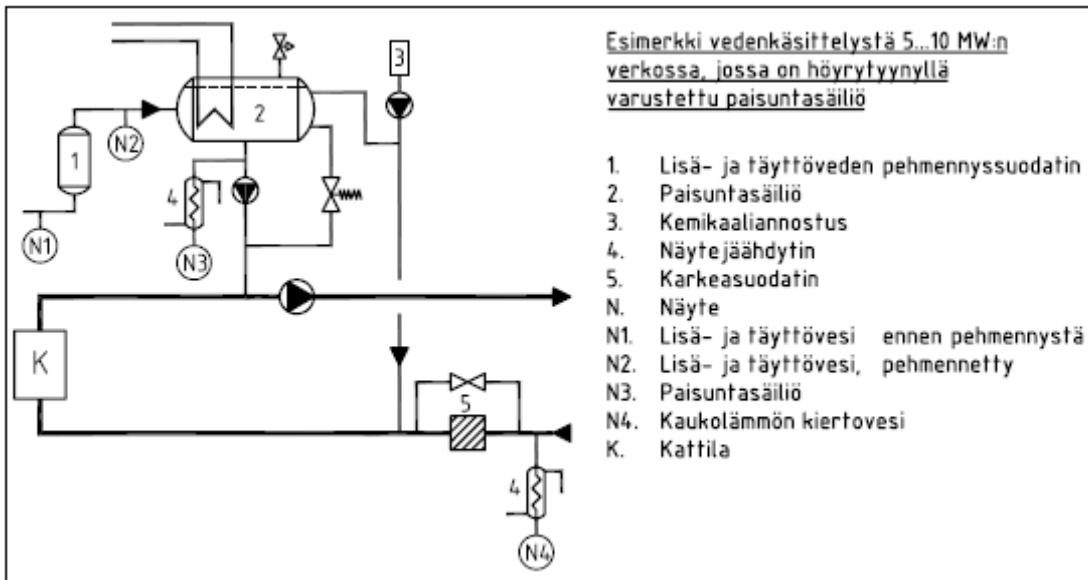 Esimerkki vedenkäsittelystä 5...10 MW:n
verkossa, jossa on höyrytyynyllä
varustettu paisuntasäiliö
1. Lisä- ja täyttöveden pehmennyssuodatin
2. Paisuntasäiliö
3. Kemikaaliannostus
4. Näytejäähdytin
5. Karkeasuodatin
N. Näyte
N1. Lisä- ja täyttövesi ennen pehmennystä
N2. Lisä- ja täyttövesi, pehmennetty
N3. Paisuntasäiliö
N4. Kaukolämmön kiertovesi
K. Kattila
3
2
1
N2
4
N1
N3
K
5
4
N4